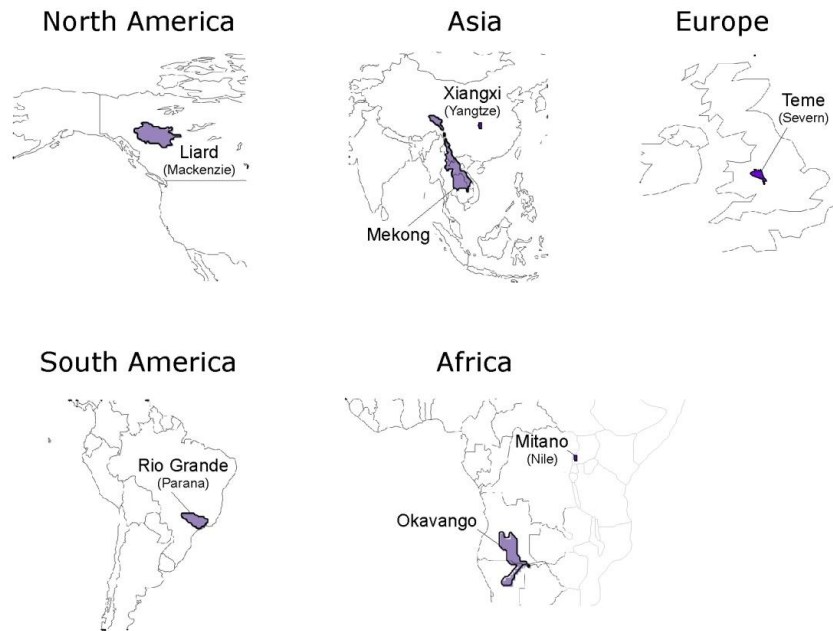 North America
Asia
Europe
Liard
(Mackenzie)
Xiangxi
(Yangtze)
Mekong
Teme
(Severn)
South America
Africa
Rio Grande
(Parana)
Mitano
(Nile)
Okavango